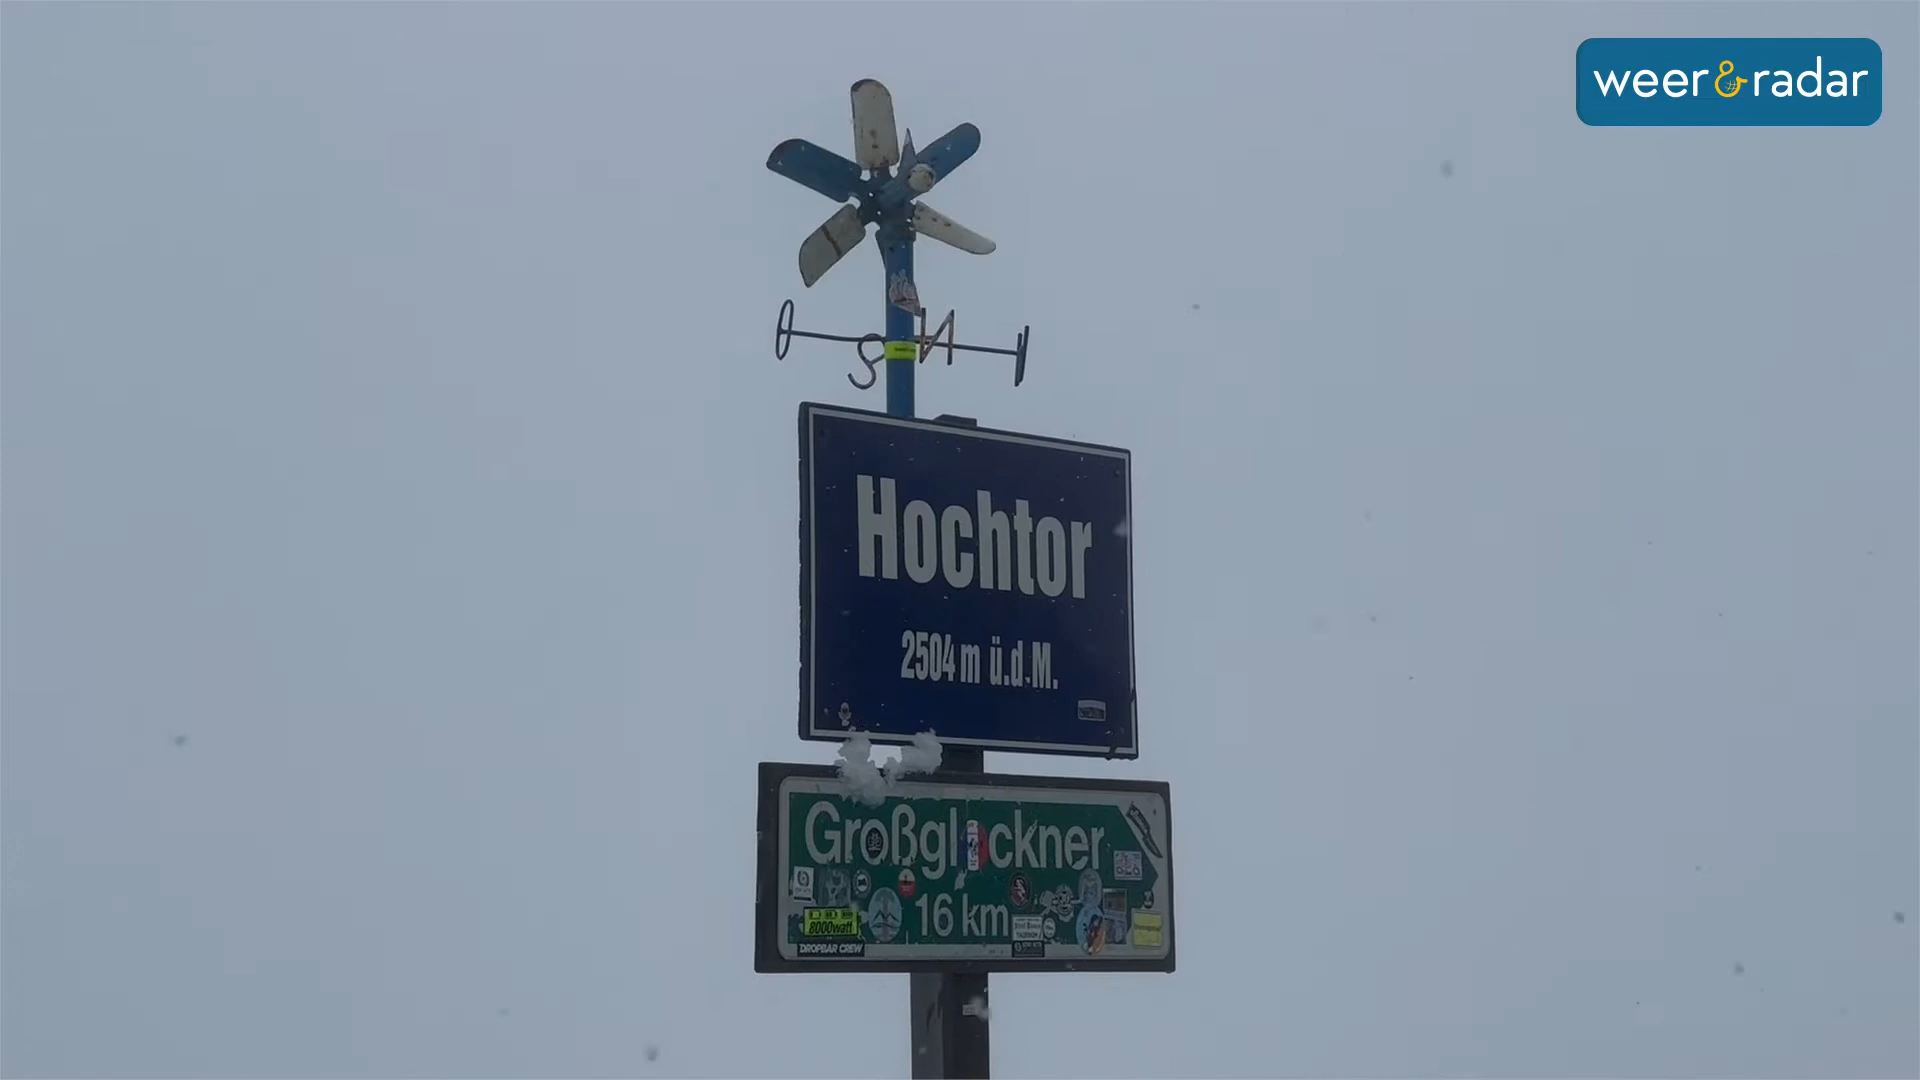 weer&radar
N
Hochtor
2504 m ü.d.M.
Großglockner
16 km
8000watt
DROPBAR CREW